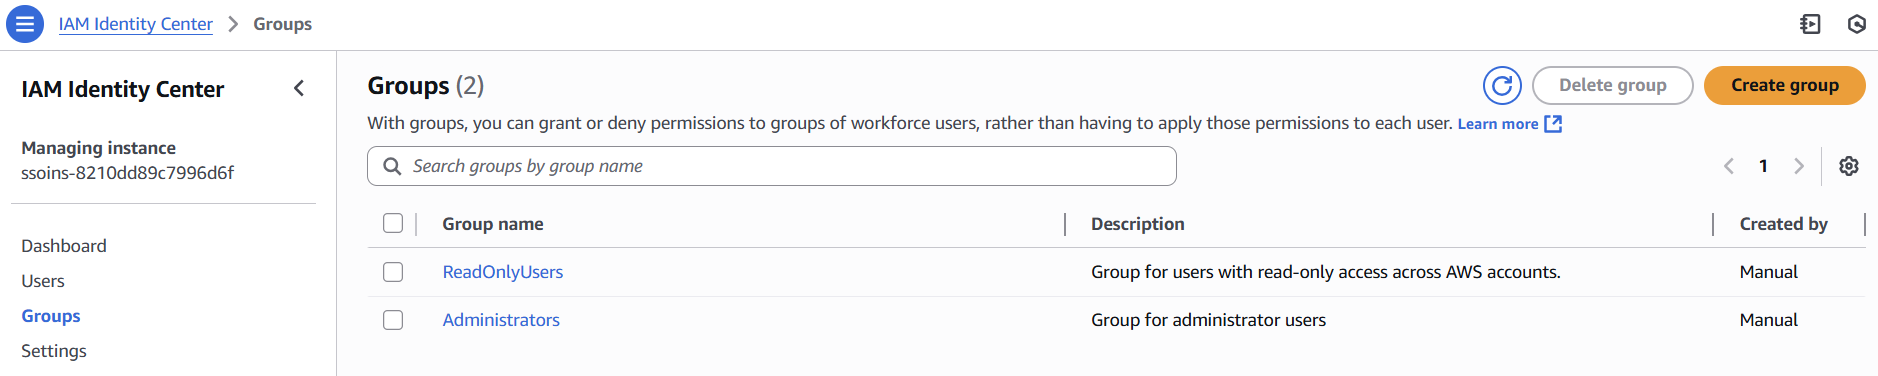 IAM Identity Center > Groups
IAM Identity Center
Managing instance
ssoins-8210dd89c7996d6f
Dashboard
Users
Groups
Settings
Groups (2)
Delete group
Create group
With groups, you can grant or deny permissions to groups of workforce users, rather than having to apply those permissions to each user. Learn more
Search groups by group name
1
Group name Description Created by
ReadOnlyUsers Group for users with read-only access across AWS accounts. Manual
Administrators Group for administrator users Manual